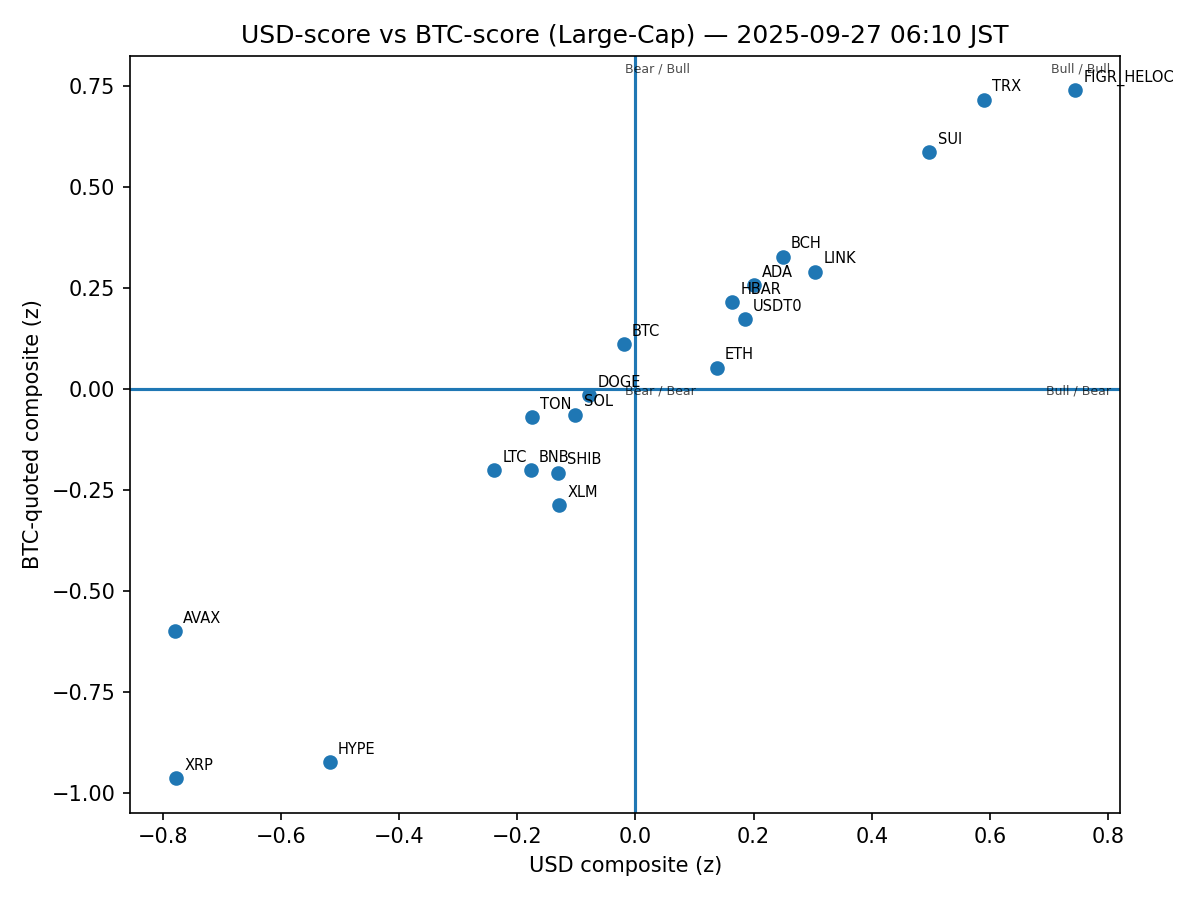 USD-score vs BTC-score (Large-Cap) — 2025-09-27 06:10 JST
Bear / Bull
Bull / Bull
FIGR_HELOC
TRX
SUI
BCH
LINK
ADA
HBAR
USDT0
BTC
ETH
DOGE
Bear / Bear
Bull / Bear
SOL
TON
LTC
BNB
SHIB
XLM
AVAX
HYPE
XRP
0.75
0.50
0.25
0.00
−0.25
−0.50
−0.75
−1.00
BTC-quoted composite (z)
−0.8
−0.6
−0.4
−0.2
0.0
0.2
0.4
0.6
0.8
USD composite (z)